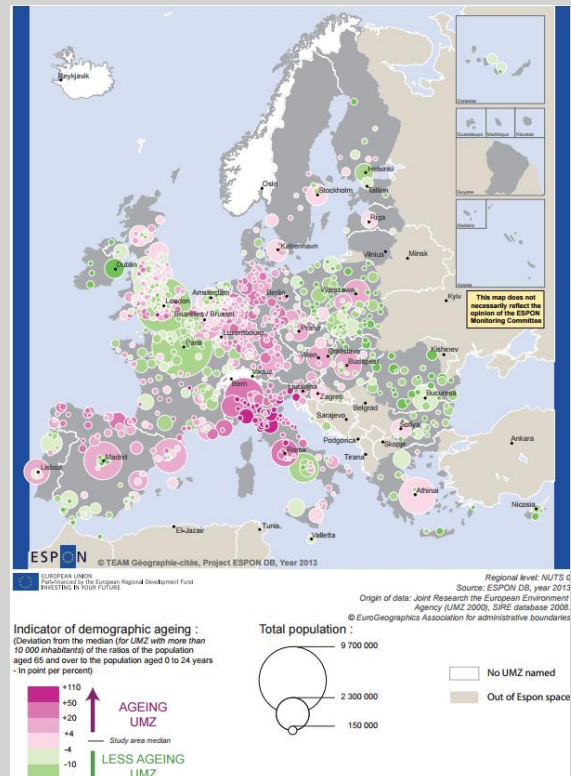 Reykjavik
Canaries
Guadeloupe
Martinique
Réunion
Guyane
Madeira
Helsinki
Oslo
Tallinn
Stockholm
Riga
København
Vilnius
Minsk
Dublin
Amsterdam
Berlin
Warszawa
London
Bruxelles / Brussel
Kyiv
This map does not
necessarily reflect the
opinion of the ESPON
Monitoring Committee
Luxembourg
Praha
Paris
Wien
Bratislava
Budapest
Kishinev
Vaduz
Bern
Ljubljana
Zagreb
Belgrad
Bucuresti
Sarajevo
Sofiya
Podgorica
Skopje
Roma
Tirana
Ankara
Madrid
Lisboa
Athinai
Nicosia
El-Jazair
Tunis,
Valletta
ESPON
© TEAM Géographie-cités, Project ESPON DB, Year 2013
EUROPEAN UNION
Part-financed by the European Regional Development Fund
INVESTING IN YOUR FUTURE
Regional level: NUTS 0
Source: ESPON DB, year 2013
Origin of data: Joint Research the European Environment
Agency (UMZ 2000), SIRE database 2008.
© EuroGeographics Association for administrative boundaries
Indicator of demographic ageing :
(Deviation from the median (for UMZ with more than
10 000 inhabitants) of the ratios of the population
aged 65 and over to the population aged 0 to 24 years
- In point per percent)
+110
+50
+20
+4
-4
-10
AGEING
UMZ
Study area median
LESS AGEING
UMZ
Total population :
9 700 000
2 300 000
150 000
No UMZ named
Out of Espon space